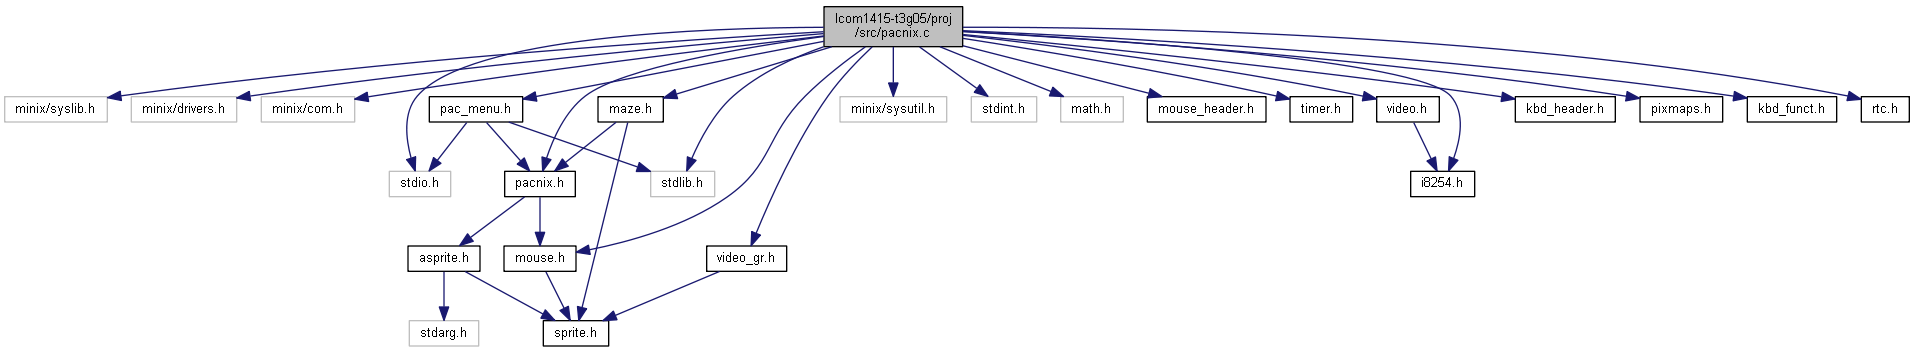 lcom1415-t3g05/proj
/src/pacnix.c
minix/syslib.h
minix/drivers.h
minix/com.h
pac_menu.h
maze.h
minix/sysutil.h
stdint.h
math.h
mouse_header.h
timer.h
video.h
kbd_header.h
pixmaps.h
kbd_funct.h
rtc.h
stdio.h
pacnix.h
stdlib.h
i8254.h
asprite.h
mouse.h
video_gr.h
stdarg.h
sprite.h